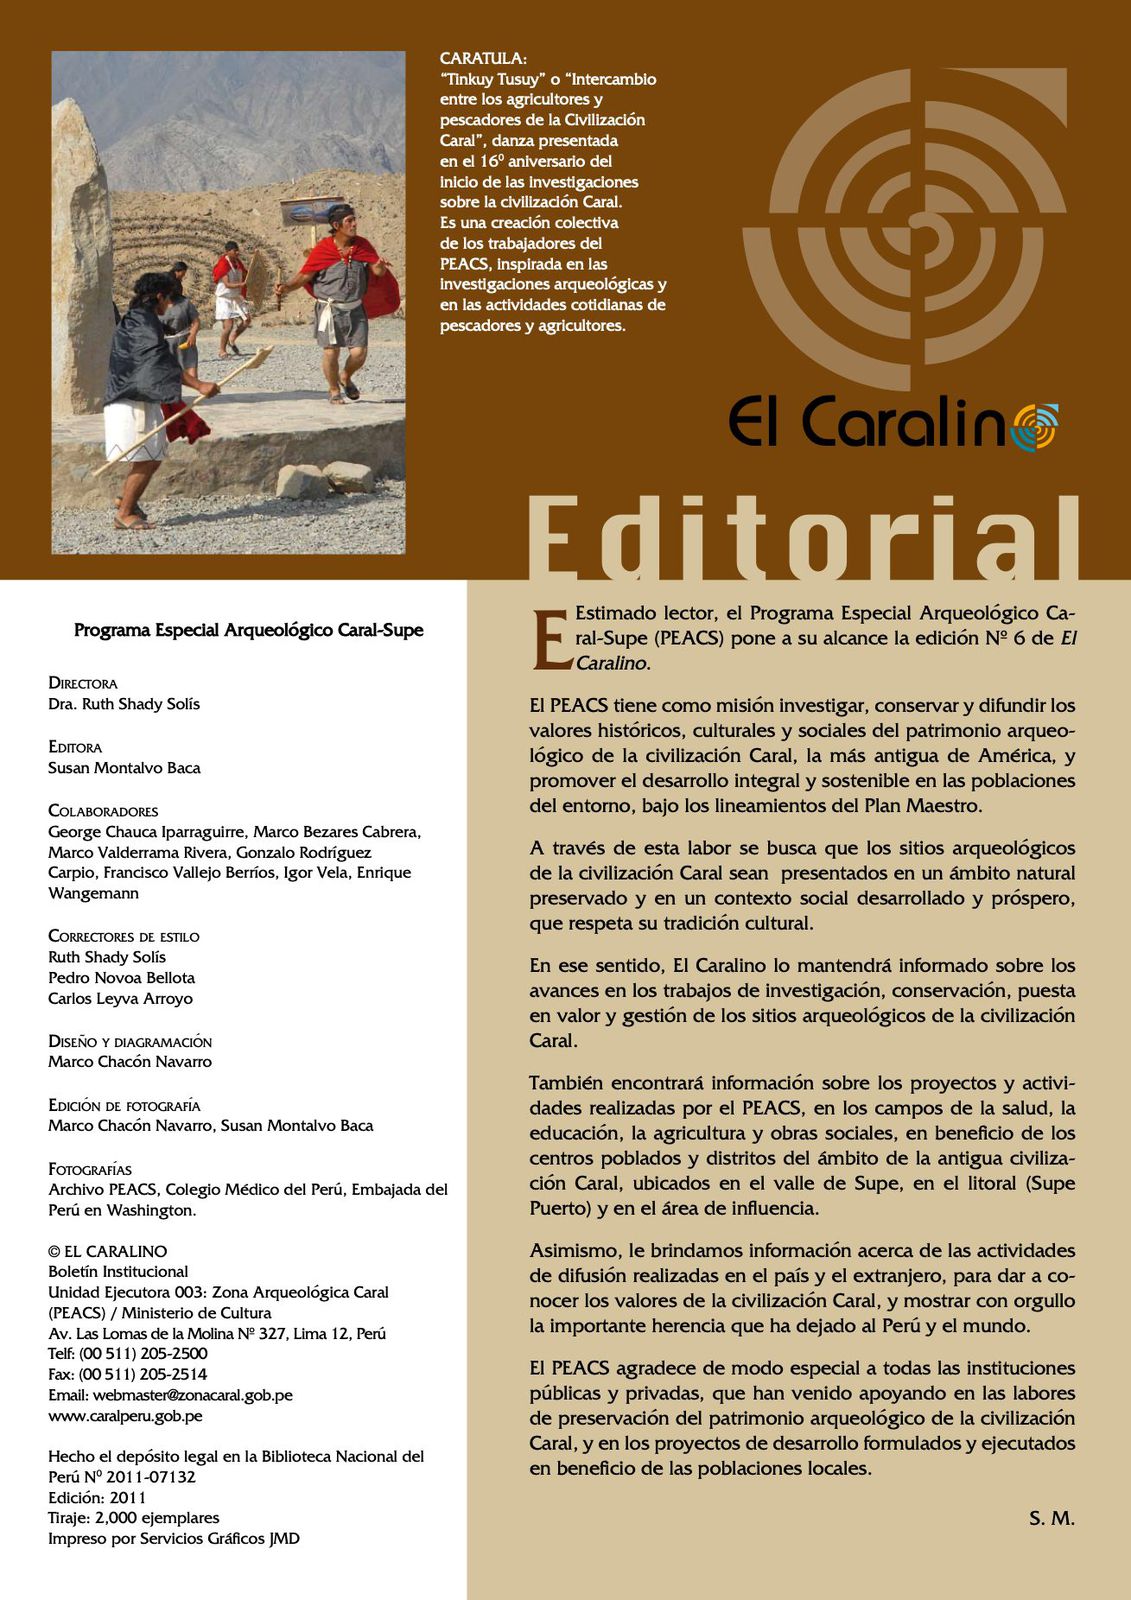 CARATULA:
“Tinkuy Tusuy” o “Intercambio
entre los agricultores y
pescadores de la Civilización
Caral”, danza presentada
en el 16º aniversario del
inicio de las investigaciones
sobre la civilización Caral.
Es una creación colectiva
de los trabajadores del
PEACS, inspirada en las
investigaciones arqueológicas y
en las actividades cotidianas de
pescadores y agricultores.
El Caralino
Editorial
Programa Especial Arqueológico Caral-Supe
DIRECTORA
Dra. Ruth Shady Solís
EDITORA
Susan Montalvo Baca
COLABORADORES
George Chauca Iparraguirre, Marco Bezares Cabrera,
Marco Valderrama Rivera, Gonzalo Rodríguez
Carpio, Francisco Vallejo Berríos, Igor Vela, Enrique
Wangemann
CORRECTORES DE ESTILO
Ruth Shady Solís
Pedro Novoa Bellota
Carlos Leyva Arroyo
DISEÑO Y DIAGRAMACIÓN
Marco Chacón Navarro
EDICIÓN DE FOTOGRAFÍA
Marco Chacón Navarro, Susan Montalvo Baca
FOTOGRAFÍAS
Archivo PEACS, Colegio Médico del Perú, Embajada del
Perú en Washington.
© EL CARALINO
Boletín Institucional
Unidad Ejecutora 003: Zona Arqueológica Caral
(PEACS) / Ministerio de Cultura
Av. Las Lomas de la Molina Nº 327, Lima 12, Perú
Telf: (00 511) 205-2500
Fax: (00 511) 205-2514
Email: webmaster@zonacaral.gob.pe
www.caralperu.gob.pe
Hecho el depósito legal en la Biblioteca Nacional del
Perú Nº 2011-07132
Edición: 2011
Tiraje: 2,000 ejemplares
Impreso por Servicios Gráficos JMD
E Estimado lector, el Programa Especial Arqueológico Ca-
ral-Supe (PEACS) pone a su alcance la edición Nº 6 de El
Caralino.
El PEACS tiene como misión investigar, conservar y difundir los
valores históricos, culturales y sociales del patrimonio arqueo-
lógico de la civilización Caral, la más antigua de América, y
promover el desarrollo integral y sostenible en las poblaciones
del entorno, bajo los lineamientos del Plan Maestro.
A través de esta labor se busca que los sitios arqueológicos
de la civilización Caral sean presentados en un ámbito natural
preservado y en un contexto social desarrollado y próspero,
que respeta su tradición cultural.
En ese sentido, El Caralino lo mantendrá informado sobre los
avances en los trabajos de investigación, conservación, puesta
en valor y gestión de los sitios arqueológicos de la civilización
Caral.
También encontrará información sobre los proyectos y activi-
dades realizadas por el PEACS, en los campos de la salud, la
educación, la agricultura y obras sociales, en beneficio de los
centros poblados y distritos del ámbito de la antigua civiliza-
ción Caral, ubicados en el valle de Supe, en el litoral (Supe
Puerto) y en el área de influencia.
Asimismo, le brindamos información acerca de las actividades
de difusión realizadas en el país y el extranjero, para dar a co-
nocer los valores de la civilización Caral, y mostrar con orgullo
la importante herencia que ha dejado al Perú y el mundo.
El PEACS agradece de modo especial a todas las instituciones
públicas y privadas, que han venido apoyando en las labores
de preservación del patrimonio arqueológico de la civilización
Caral, y en los proyectos de desarrollo formulados y ejecutados
en beneficio de las poblaciones locales.
S. M.